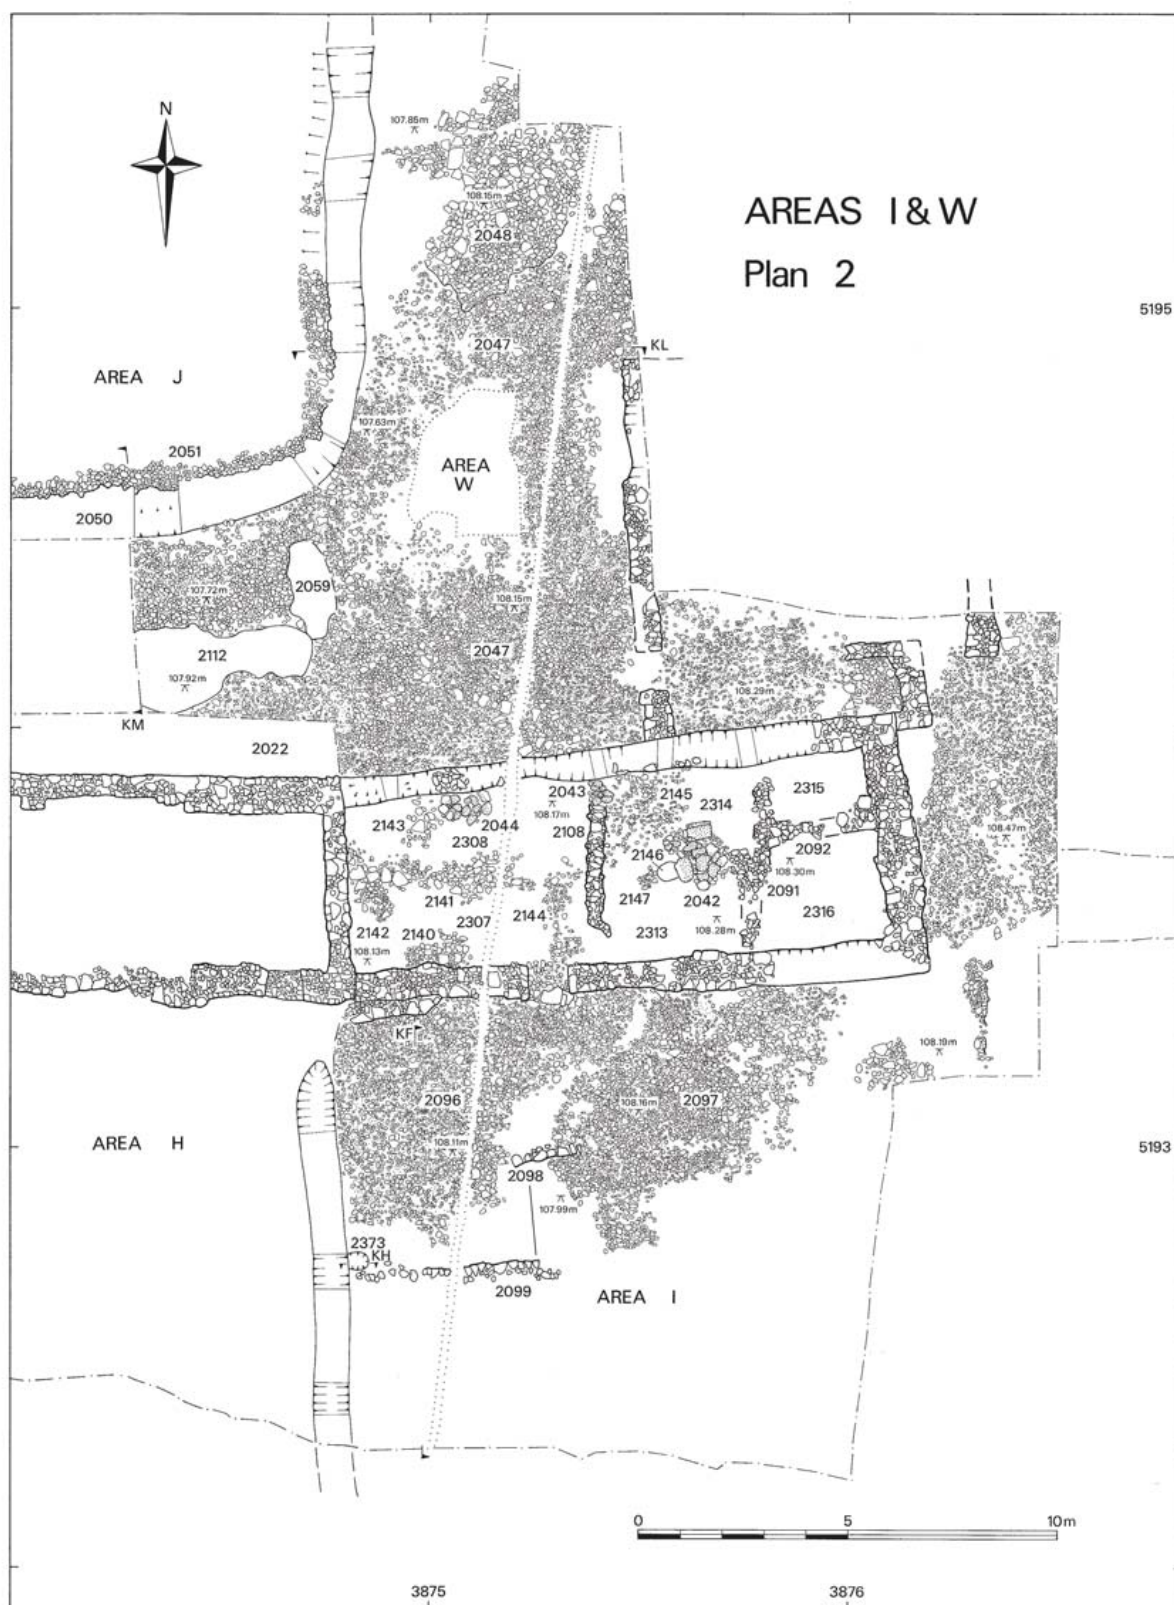 N
107.85m
108.15m
2048
AREAS I & W
Plan 2
5195
2047
KL
AREA J
107.63m
2051
AREA
W
2050
2059
107.72m
108.15m
2112
2047
107.92m
108.29m
KM
2022
2043
2145
2315
2314
108.17m
2143
2044
2108
108.47m
2308
2146
2092
108.30m
2141
2147
2042
2091
2142
2307
2144
2316
2140
2313
108.28m
108.13m
KF
108.19m
2096
108.16m
2097
AREA H
108.11m
5193
2098
107.99m
2373
KH
2099
AREA I
0 5 10m
3875 3876